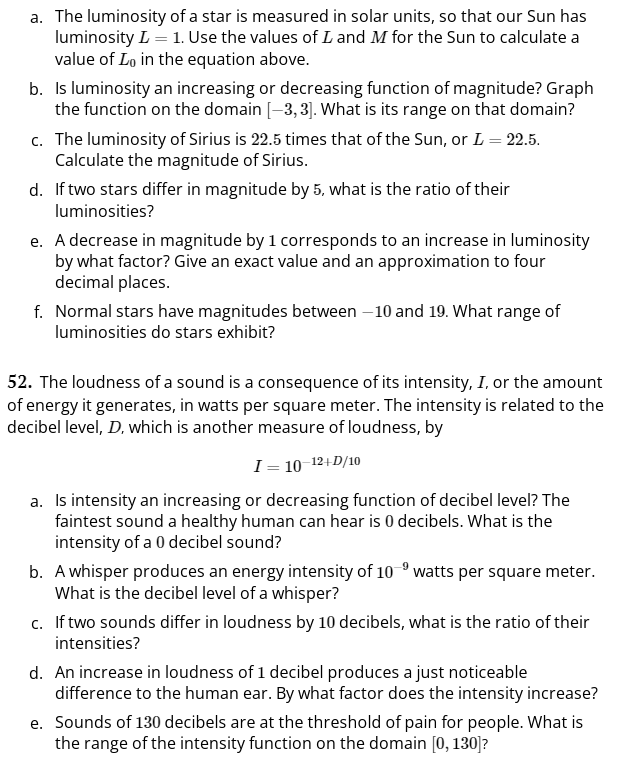 a. The luminosity of a star is measured in solar units, so that our Sun has
luminosity L = 1. Use the values of L and M for the Sun to calculate a
value of L₀ in the equation above.
b. Is luminosity an increasing or decreasing function of magnitude? Graph
the function on the domain [−3, 3]. What is its range on that domain?
c. The luminosity of Sirius is 22.5 times that of the Sun, or L = 22.5.
Calculate the magnitude of Sirius.
d. If two stars differ in magnitude by 5, what is the ratio of their
luminosities?
e. A decrease in magnitude by 1 corresponds to an increase in luminosity
by what factor? Give an exact value and an approximation to four
decimal places.
f. Normal stars have magnitudes between −10 and 19. What range of
luminosities do stars exhibit?
52. The loudness of a sound is a consequence of its intensity, I, or the amount
of energy it generates, in watts per square meter. The intensity is related to the
decibel level, D, which is another measure of loudness, by
I = 10^{−12+D/10}
a. Is intensity an increasing or decreasing function of decibel level? The
faintest sound a healthy human can hear is 0 decibels. What is the
intensity of a 0 decibel sound?
b. A whisper produces an energy intensity of 10⁻⁹ watts per square meter.
What is the decibel level of a whisper?
c. If two sounds differ in loudness by 10 decibels, what is the ratio of their
intensities?
d. An increase in loudness of 1 decibel produces a just noticeable
difference to the human ear. By what factor does the intensity increase?
e. Sounds of 130 decibels are at the threshold of pain for people. What is
the range of the intensity function on the domain [0, 130]?